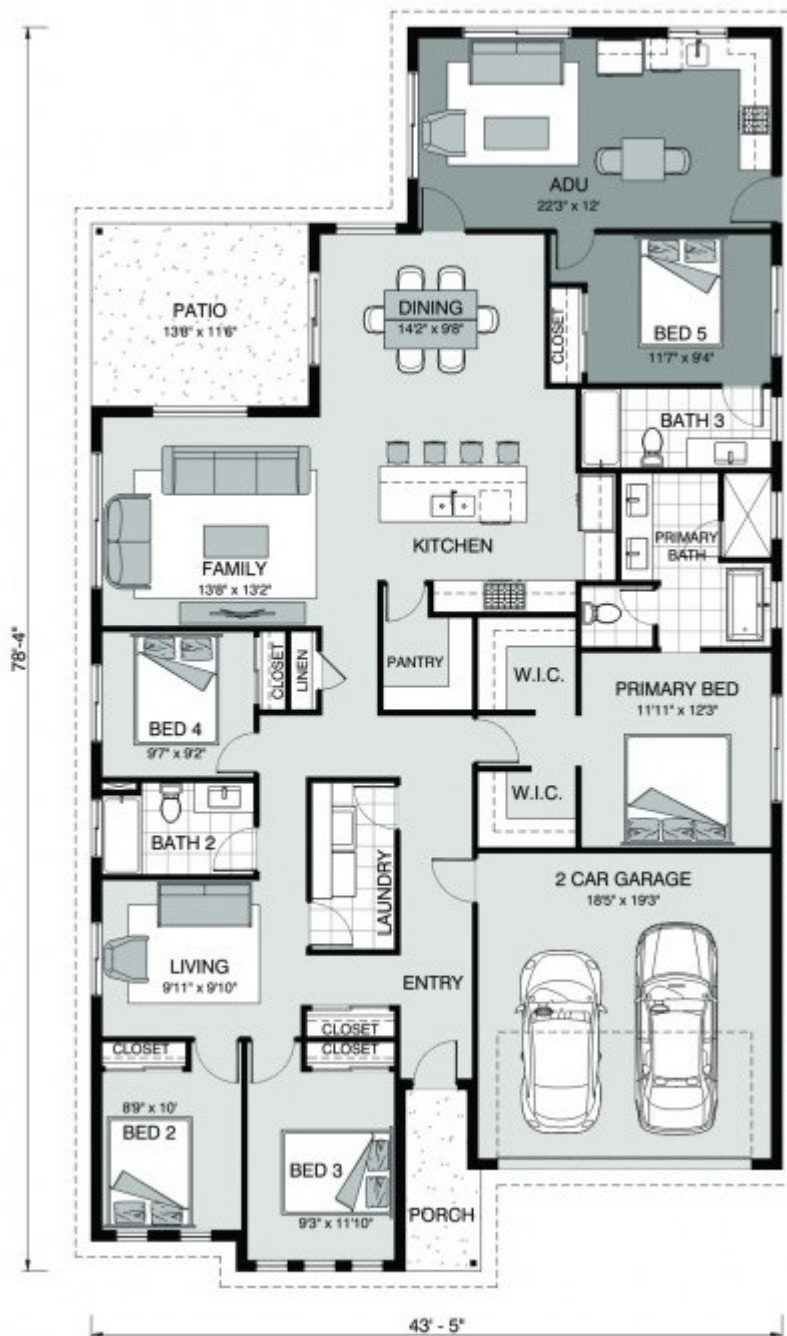 ADU
22'3" x 12'
PATIO
13'8" x 11'6"
DINING
14'2" x 9'8"
CLOSET
BED 5
11'7" x 9'4"
BATH 3
KITCHEN
PRIMARY
BATH
FAMILY
13'8" x 13'2"
78'-4"
CLOSET
LINEN
PANTRY
W.I.C.
PRIMARY BED
11'11" x 12'3"
BED 4
9'7" x 9'2"
W.I.C.
BATH 2
LAUNDRY
2 CAR GARAGE
18'5" x 19'3"
LIVING
9'11" x 9'10"
ENTRY
CLOSET
CLOSET
CLOSET
8'9" x 10'
BED 2
BED 3
9'3" x 11'10"
PORCH
43' - 5"